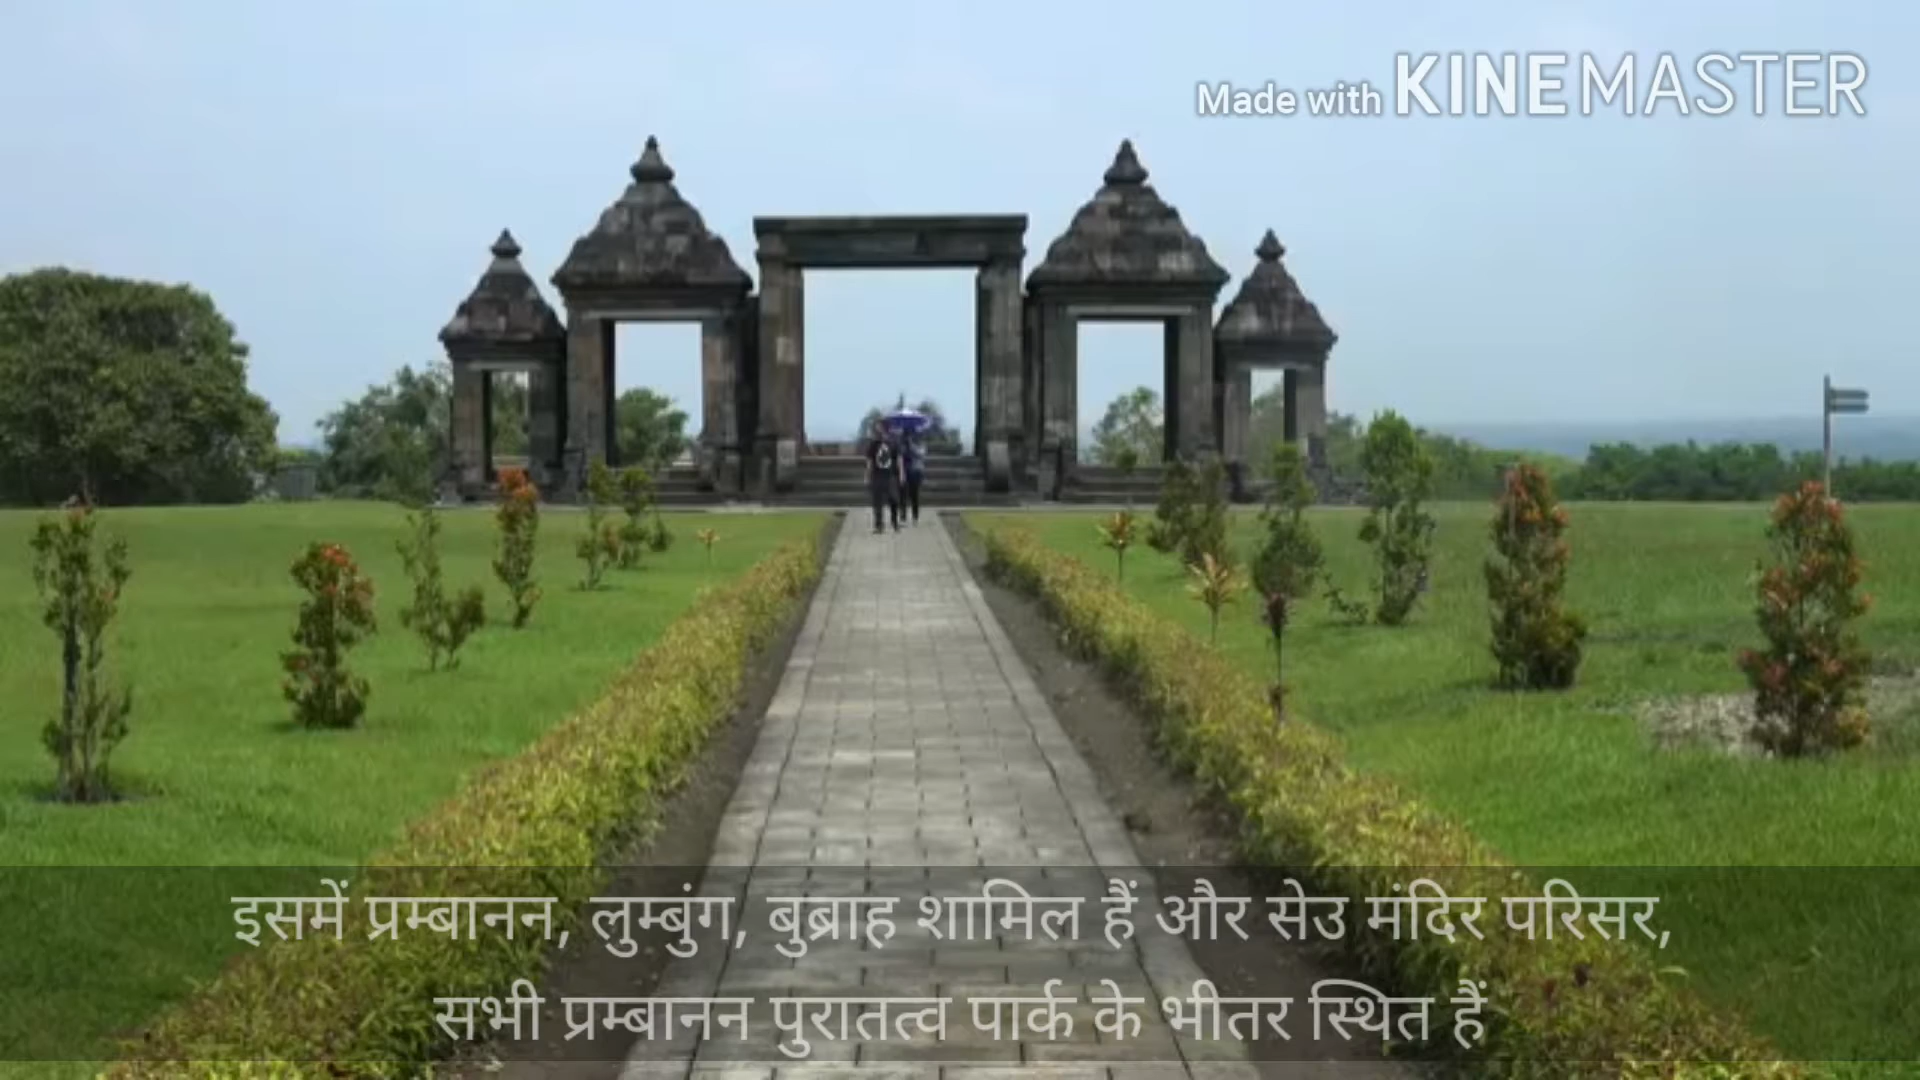 Made with KINEMASTER
इसमें प्रम्बानन, लुम्बुंग, बुब्राह शामिल हैं और सेउ मंदिर परिसर,
सभी प्रम्बानन पुरातत्व पार्क के भीतर स्थित हैं